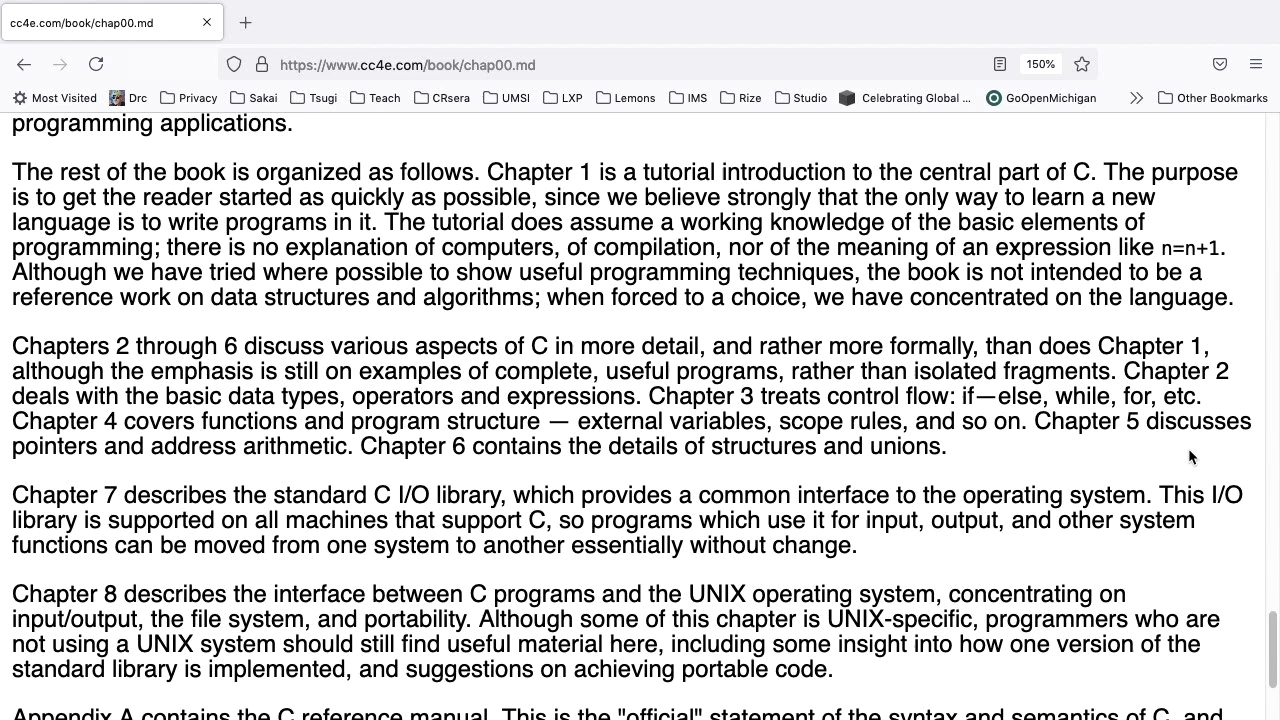 cc4e.com/book/chap00.md
https://www.cc4e.com/book/chap00.md 150%
Most Visited Drc Privacy Sakai Tsugi Teach CRsera UMSI LXP Lemons IMS Rize Studio Celebrating Global ... GoOpenMichigan Other Bookmarks
programming applications.
The rest of the book is organized as follows. Chapter 1 is a tutorial introduction to the central part of C. The purpose
is to get the reader started as quickly as possible, since we believe strongly that the only way to learn a new
language is to write programs in it. The tutorial does assume a working knowledge of the basic elements of
programming; there is no explanation of computers, of compilation, nor of the meaning of an expression like n=n+1.
Although we have tried where possible to show useful programming techniques, the book is not intended to be a
reference work on data structures and algorithms; when forced to a choice, we have concentrated on the language.
Chapters 2 through 6 discuss various aspects of C in more detail, and rather more formally, than does Chapter 1,
although the emphasis is still on examples of complete, useful programs, rather than isolated fragments. Chapter 2
deals with the basic data types, operators and expressions. Chapter 3 treats control flow: if—else, while, for, etc.
Chapter 4 covers functions and program structure — external variables, scope rules, and so on. Chapter 5 discusses
pointers and address arithmetic. Chapter 6 contains the details of structures and unions.
Chapter 7 describes the standard C I/O library, which provides a common interface to the operating system. This I/O
library is supported on all machines that support C, so programs which use it for input, output, and other system
functions can be moved from one system to another essentially without change.
Chapter 8 describes the interface between C programs and the UNIX operating system, concentrating on
input/output, the file system, and portability. Although some of this chapter is UNIX-specific, programmers who are
not using a UNIX system should still find useful material here, including some insight into how one version of the
standard library is implemented, and suggestions on achieving portable code.
Appendix A contains the C reference manual. This is the "official" statement of the syntax and semantics of C, and